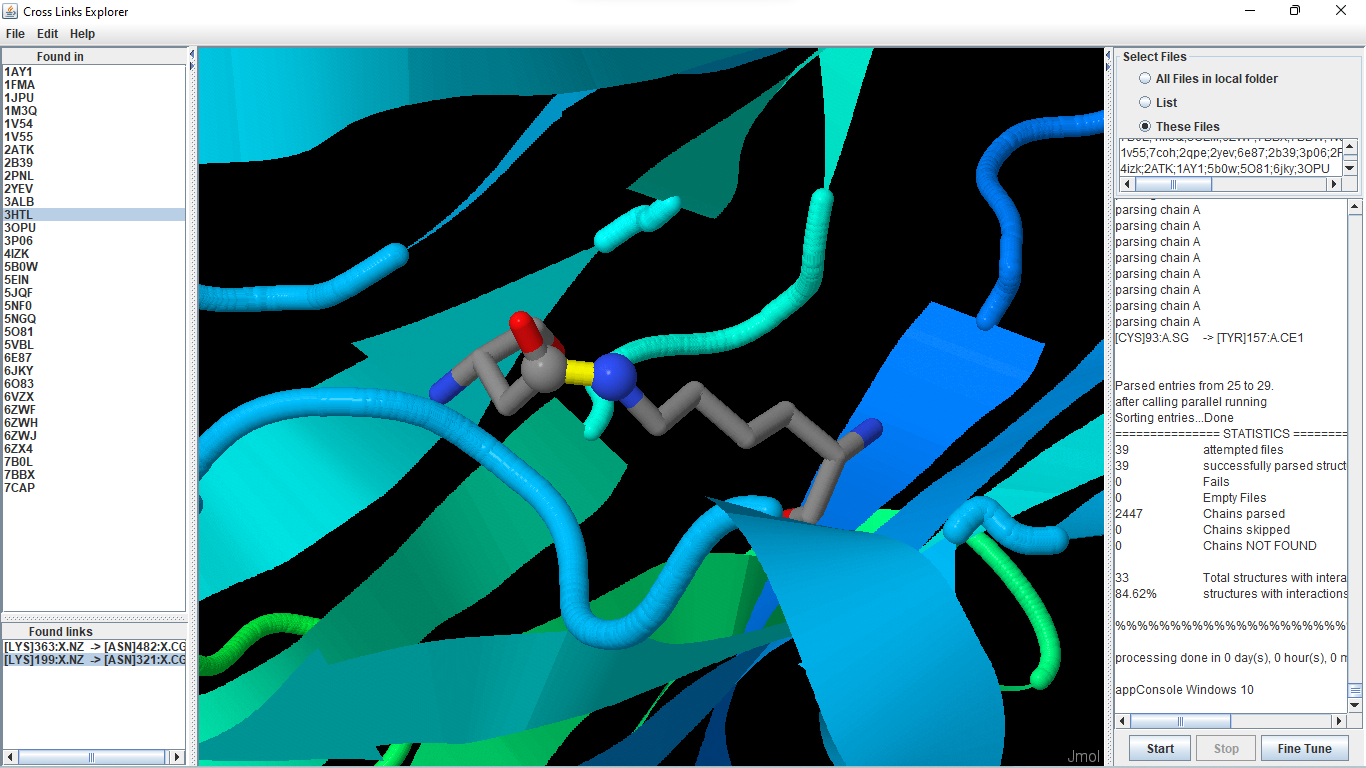 Cross Links Explorer
File Edit Help
Found in
1AY1
1FMA
1JPU
1M3Q
1V54
1V55
2ATK
2B39
2PNL
2YEV
3ALB
3HTL
3OPU
3P06
4IZK
5B0W
5EIN
5JQF
5NF0
5NGQ
5O81
5VBL
6E87
6JKY
6O83
6VZX
6ZWF
6ZWH
6ZWJ
6ZX4
7B0L
7BBX
7CAP
Found links
[LYS]363:X.NZ -> [ASN]482:X.CG
[LYS]199:X.NZ -> [ASN]321:X.CG
Jmol
Select Files
All Files in local folder
List
These Files
1v55;7coh;2qpe;2yev;6e87;2b39;3p06;2F
4izk;2ATK;1AY1;5b0w;5O81;6jky;3OPU
parsing chain A
parsing chain A
parsing chain A
parsing chain A
parsing chain A
parsing chain A
parsing chain A
parsing chain A
[CYS]93:A.SG -> [TYR]157:A.CE1
Parsed entries from 25 to 29.
after calling parallel running
Sorting entries...Done
=============== STATISTICS ========
39 attempted files
39 successfully parsed struct
0 Fails
0 Empty Files
2447 Chains parsed
0 Chains skipped
0 Chains NOT FOUND
33 Total structures with intera
84.62% structures with interactions
%%%%%%%%%%%%%%%%%%%%%
processing done in 0 day(s), 0 hour(s), 0 m
appConsole Windows 10
Start Stop Fine Tune